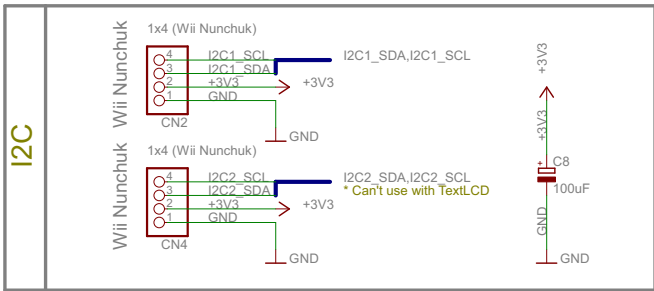 I2C
1x4 (Wii Nunchuk)
Wii Nunchuk
4 I2C1_SCL
3 I2C1_SDA
2 +3V3
1 GND
CN2
I2C1_SDA,I2C1_SCL
+3V3
GND
1x4 (Wii Nunchuk)
Wii Nunchuk
4 I2C2_SCL
3 I2C2_SDA
2 +3V3
1 GND
CN4
I2C2_SDA,I2C2_SCL
* Can't use with TextLCD
+3V3
GND
+3V3
+3V3
+
C8
100uF
GND
GND